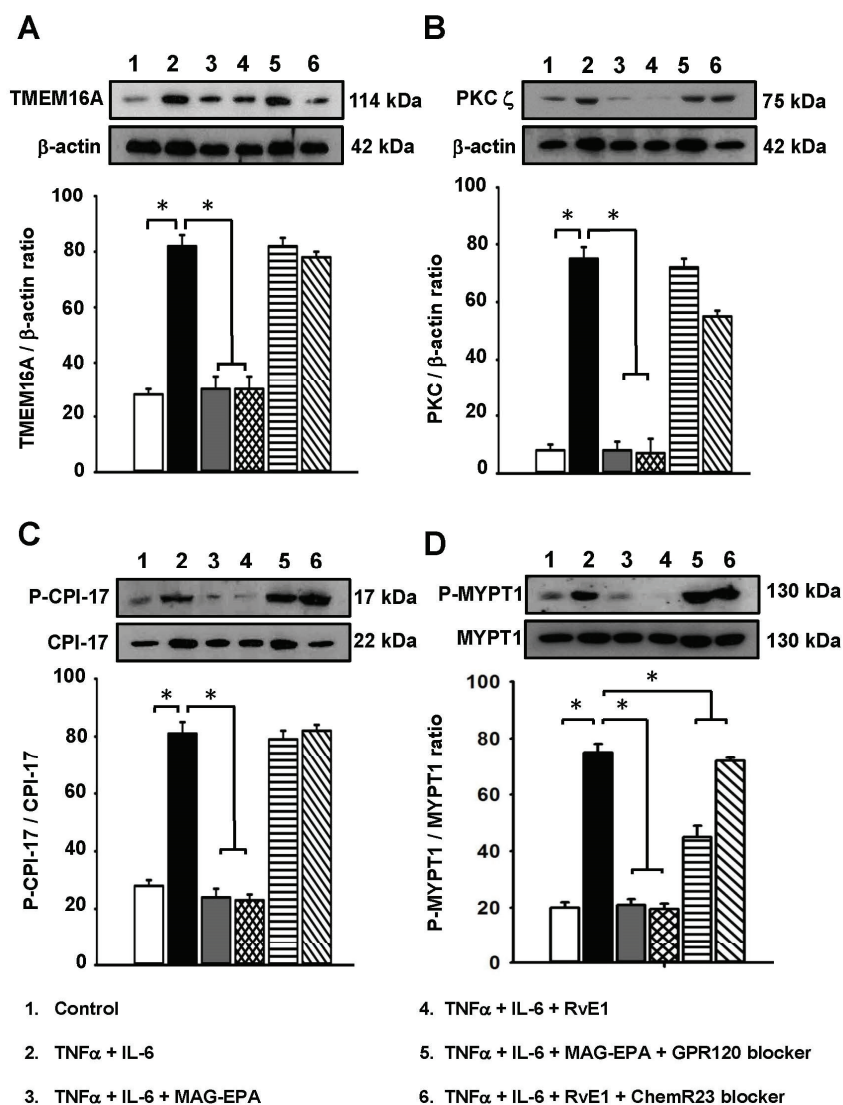 A
1 2 3 4 5 6
TMEM16A 114 kDa
β-actin 42 kDa
100
80
60
40
20
0
TMEM16A / β-actin ratio
* *
B
1 2 3 4 5 6
PKC ζ 75 kDa
β-actin 42 kDa
100
80
60
40
20
0
PKC / β-actin ratio
* *
C
1 2 3 4 5 6
P-CPI-17 17 kDa
CPI-17 22 kDa
100
80
60
40
20
0
P-CPI-17 / CPI-17
* *
D
1 2 3 4 5 6
P-MYPT1 130 kDa
MYPT1 130 kDa
100
80
60
40
20
0
P-MYPT1 / MYPT1 ratio
* * *
1. Control
2. TNFα + IL-6
3. TNFα + IL-6 + MAG-EPA
4. TNFα + IL-6 + RvE1
5. TNFα + IL-6 + MAG-EPA + GPR120 blocker
6. TNFα + IL-6 + RvE1 + ChemR23 blocker